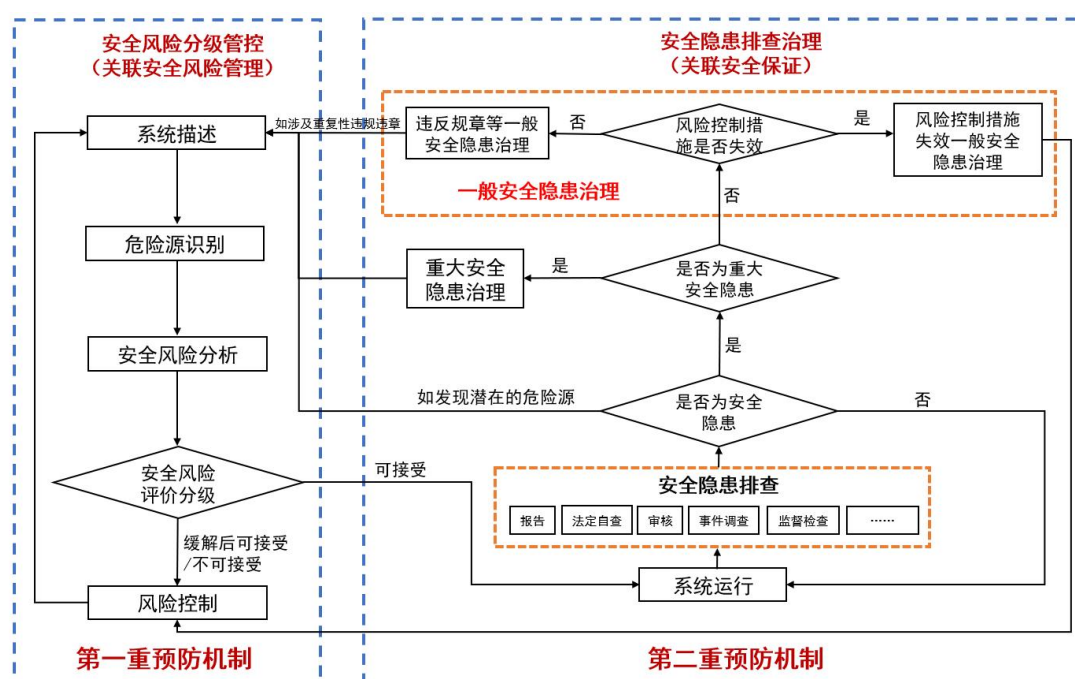 安全风险分级管控
（关联安全风险管理）
系统描述
危险源识别
安全风险分析
安全风险
评价分级
缓解后可接受
/不可接受
风险控制
第一重预防机制
安全隐患排查治理
（关联安全保证）
如涉及重复性违规违章
违反规章等一般
安全隐患治理
否
风险控制措
施是否失效
是
风险控制措施
失效一般安全
隐患治理
一般安全隐患治理
否
重大安全
隐患治理
是
是否为重大
安全隐患
是
如发现潜在的危险源
是否为安全
隐患
否
可接受
安全隐患排查
报告
法定自查
审核
事件调查
监督检查
……
系统运行
第二重预防机制